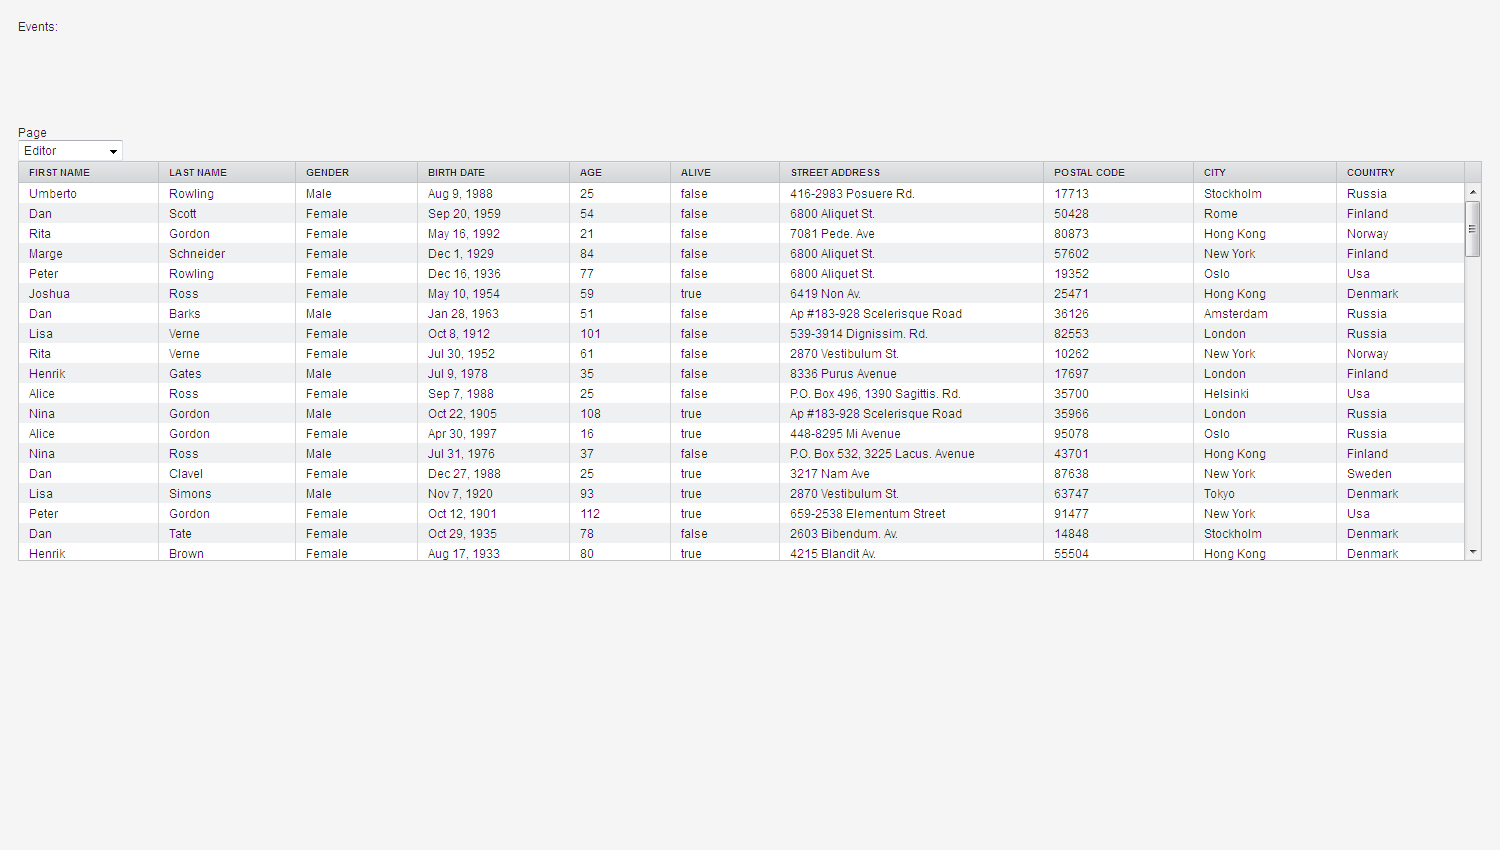 Events:
Page
Editor
FIRST NAME LAST NAME GENDER BIRTH DATE AGE ALIVE STREET ADDRESS POSTAL CODE CITY COUNTRY
Umberto Rowling Male Aug 9, 1988 25 false 416-2983 Posuere Rd. 17713 Stockholm Russia
Dan Scott Female Sep 20, 1959 54 false 6800 Aliquet St. 50428 Rome Finland
Rita Gordon Female May 16, 1992 21 false 7081 Pede. Ave 80873 Hong Kong Norway
Marge Schneider Female Dec 1, 1929 84 false 6800 Aliquet St. 57602 New York Finland
Peter Rowling Female Dec 16, 1936 77 false 6800 Aliquet St. 19352 Oslo Usa
Joshua Ross Female May 10, 1954 59 true 6419 Non Av. 25471 Hong Kong Denmark
Dan Barks Male Jan 28, 1963 51 false Ap #183-928 Scelerisque Road 36126 Amsterdam Russia
Lisa Verne Female Oct 8, 1912 101 false 539-3914 Dignissim. Rd. 82553 London Russia
Rita Verne Female Jul 30, 1952 61 false 2870 Vestibulum St. 10262 New York Norway
Henrik Gates Male Jul 9, 1978 35 false 8336 Purus Avenue 17697 London Finland
Alice Ross Female Sep 7, 1988 25 false P.O. Box 496, 1390 Sagittis. Rd. 35700 Helsinki Usa
Nina Gordon Male Oct 22, 1905 108 true Ap #183-928 Scelerisque Road 35966 London Russia
Alice Gordon Female Apr 30, 1997 16 true 448-8295 Mi Avenue 95078 Oslo Russia
Nina Ross Male Jul 31, 1976 37 false P.O. Box 532, 3225 Lacus. Avenue 43701 Hong Kong Finland
Dan Clavel Female Dec 27, 1988 25 true 3217 Nam Ave 87638 New York Sweden
Lisa Simons Male Nov 7, 1920 93 true 2870 Vestibulum St. 63747 Tokyo Denmark
Peter Gordon Female Oct 12, 1901 112 true 659-2538 Elementum Street 91477 New York Usa
Dan Tate Female Oct 29, 1935 78 false 2603 Bibendum. Av. 14848 Stockholm Denmark
Henrik Brown Female Aug 17, 1933 80 true 4215 Blandit Av. 55504 Hong Kong Denmark